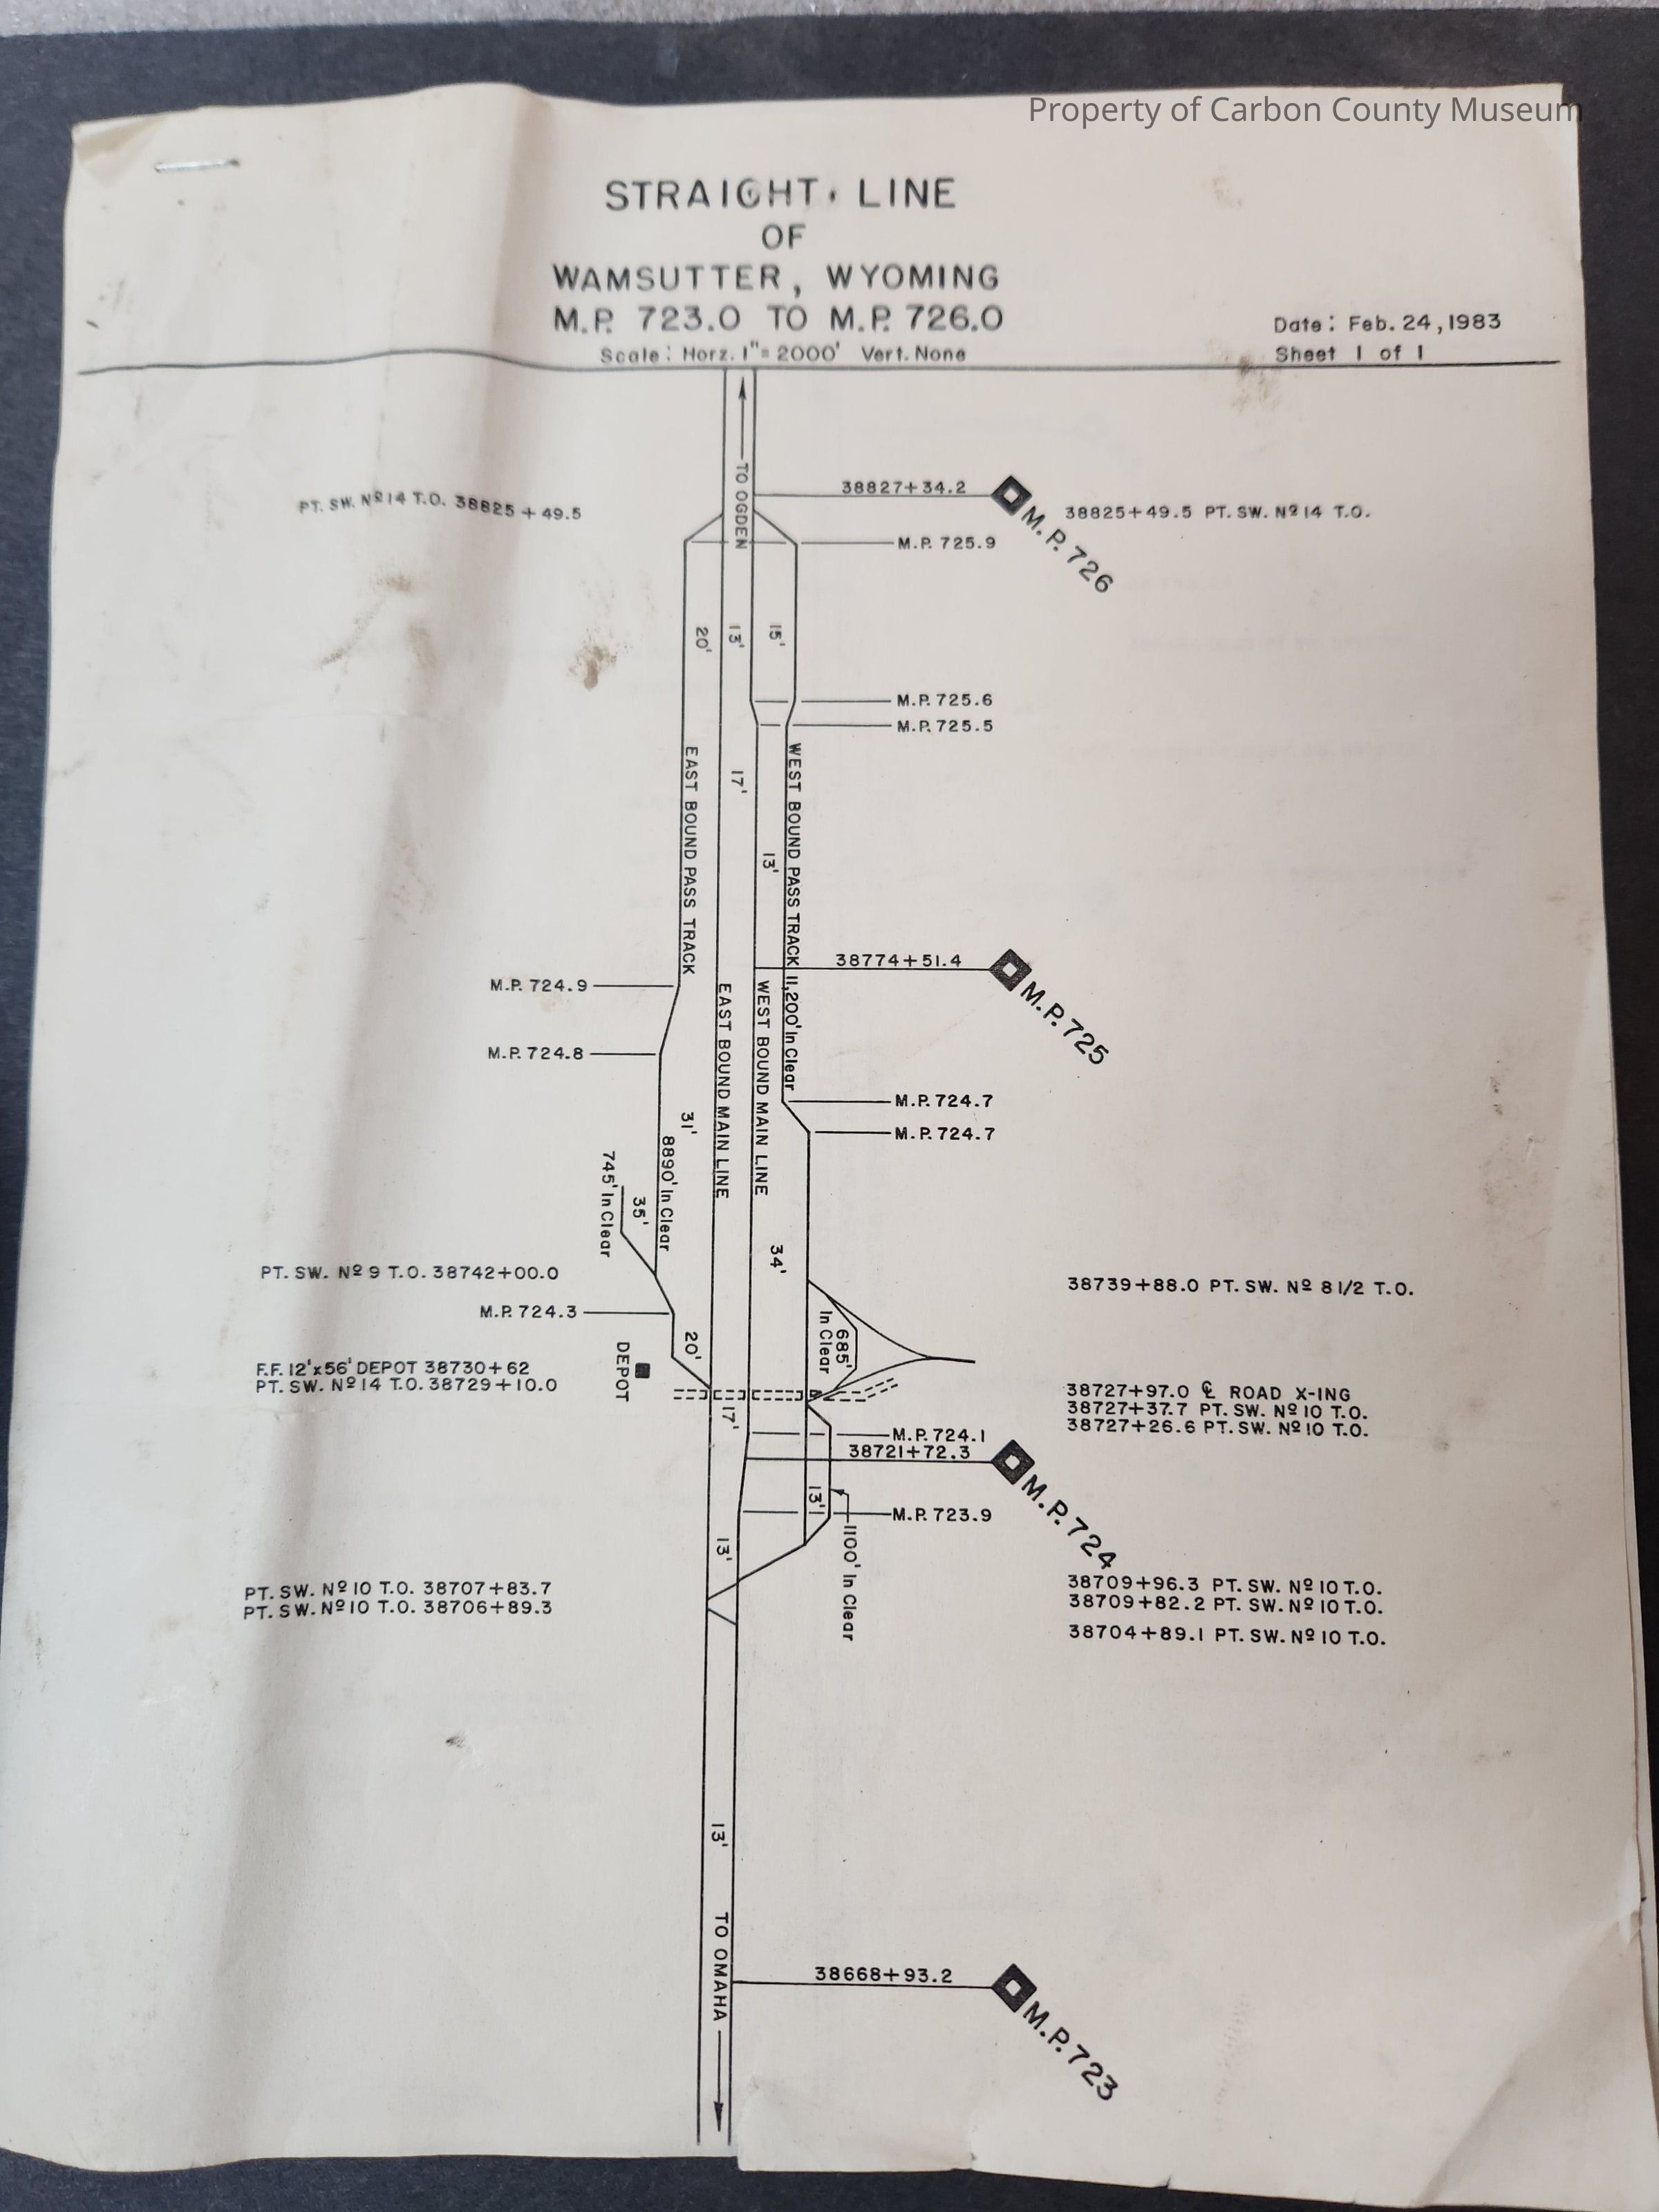 Property of Carbon County Museum
STRAIGHT LINE
OF
WAMSUTTER, WYOMING
M.P. 723.0 TO M.P. 726.0
Scale: Horz. 1"= 2000' Vert. None
Date: Feb. 24, 1983
Sheet 1 of 1
TO OGDEN
38827+34.2
M.P. 726
PT. SW. Nº 14 T.O. 38825+49.5
38825+49.5 PT. SW. Nº 14 T.O.
M.P. 725.9
20'
13'
15'
M.P. 725.6
M.P. 725.5
EAST BOUND PASS TRACK
17'
13'
WEST BOUND PASS TRACK 11,200' In Clear
38774+51.4
M.P. 725
M.P. 724.9
EAST BOUND MAIN LINE
WEST BOUND MAIN LINE
M.P. 724.8
M.P. 724.7
M.P. 724.7
31'
8890' In Clear
745' In Clear
35'
34'
PT. SW. Nº 9 T.O. 38742+00.0
38739+88.0 PT. SW. Nº 8 1/2 T.O.
M.P. 724.3
20'
685'
In Clear
DEPOT
F.F. 12'x56' DEPOT 38730+62
PT. SW. Nº 14 T.O. 38729+10.0
38727+97.0 ℄ ROAD X-ING
38727+37.7 PT. SW. Nº 10 T.O.
38727+26.6 PT. SW. Nº 10 T.O.
17'
M.P. 724.1
38721+72.3
M.P. 724
13'
M.P. 723.9
13'
1100' In Clear
PT. SW. Nº 10 T.O. 38707+83.7
PT. SW. Nº 10 T.O. 38706+89.3
38709+96.3 PT. SW. Nº 10 T.O.
38709+82.2 PT. SW. Nº 10 T.O.
38704+89.1 PT. SW. Nº 10 T.O.
13'
TO OMAHA
38668+93.2
M.P. 723